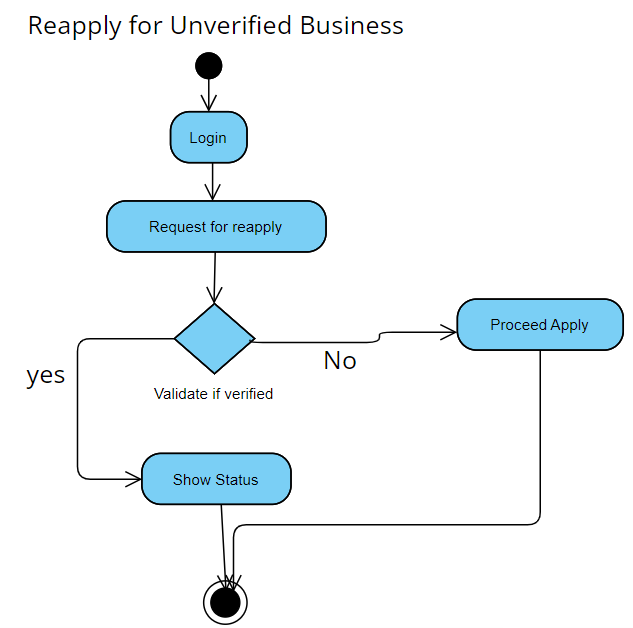 Reapply for Unverified Business
Login
Request for reapply
Proceed Apply
No
yes
Validate if verified
Show Status